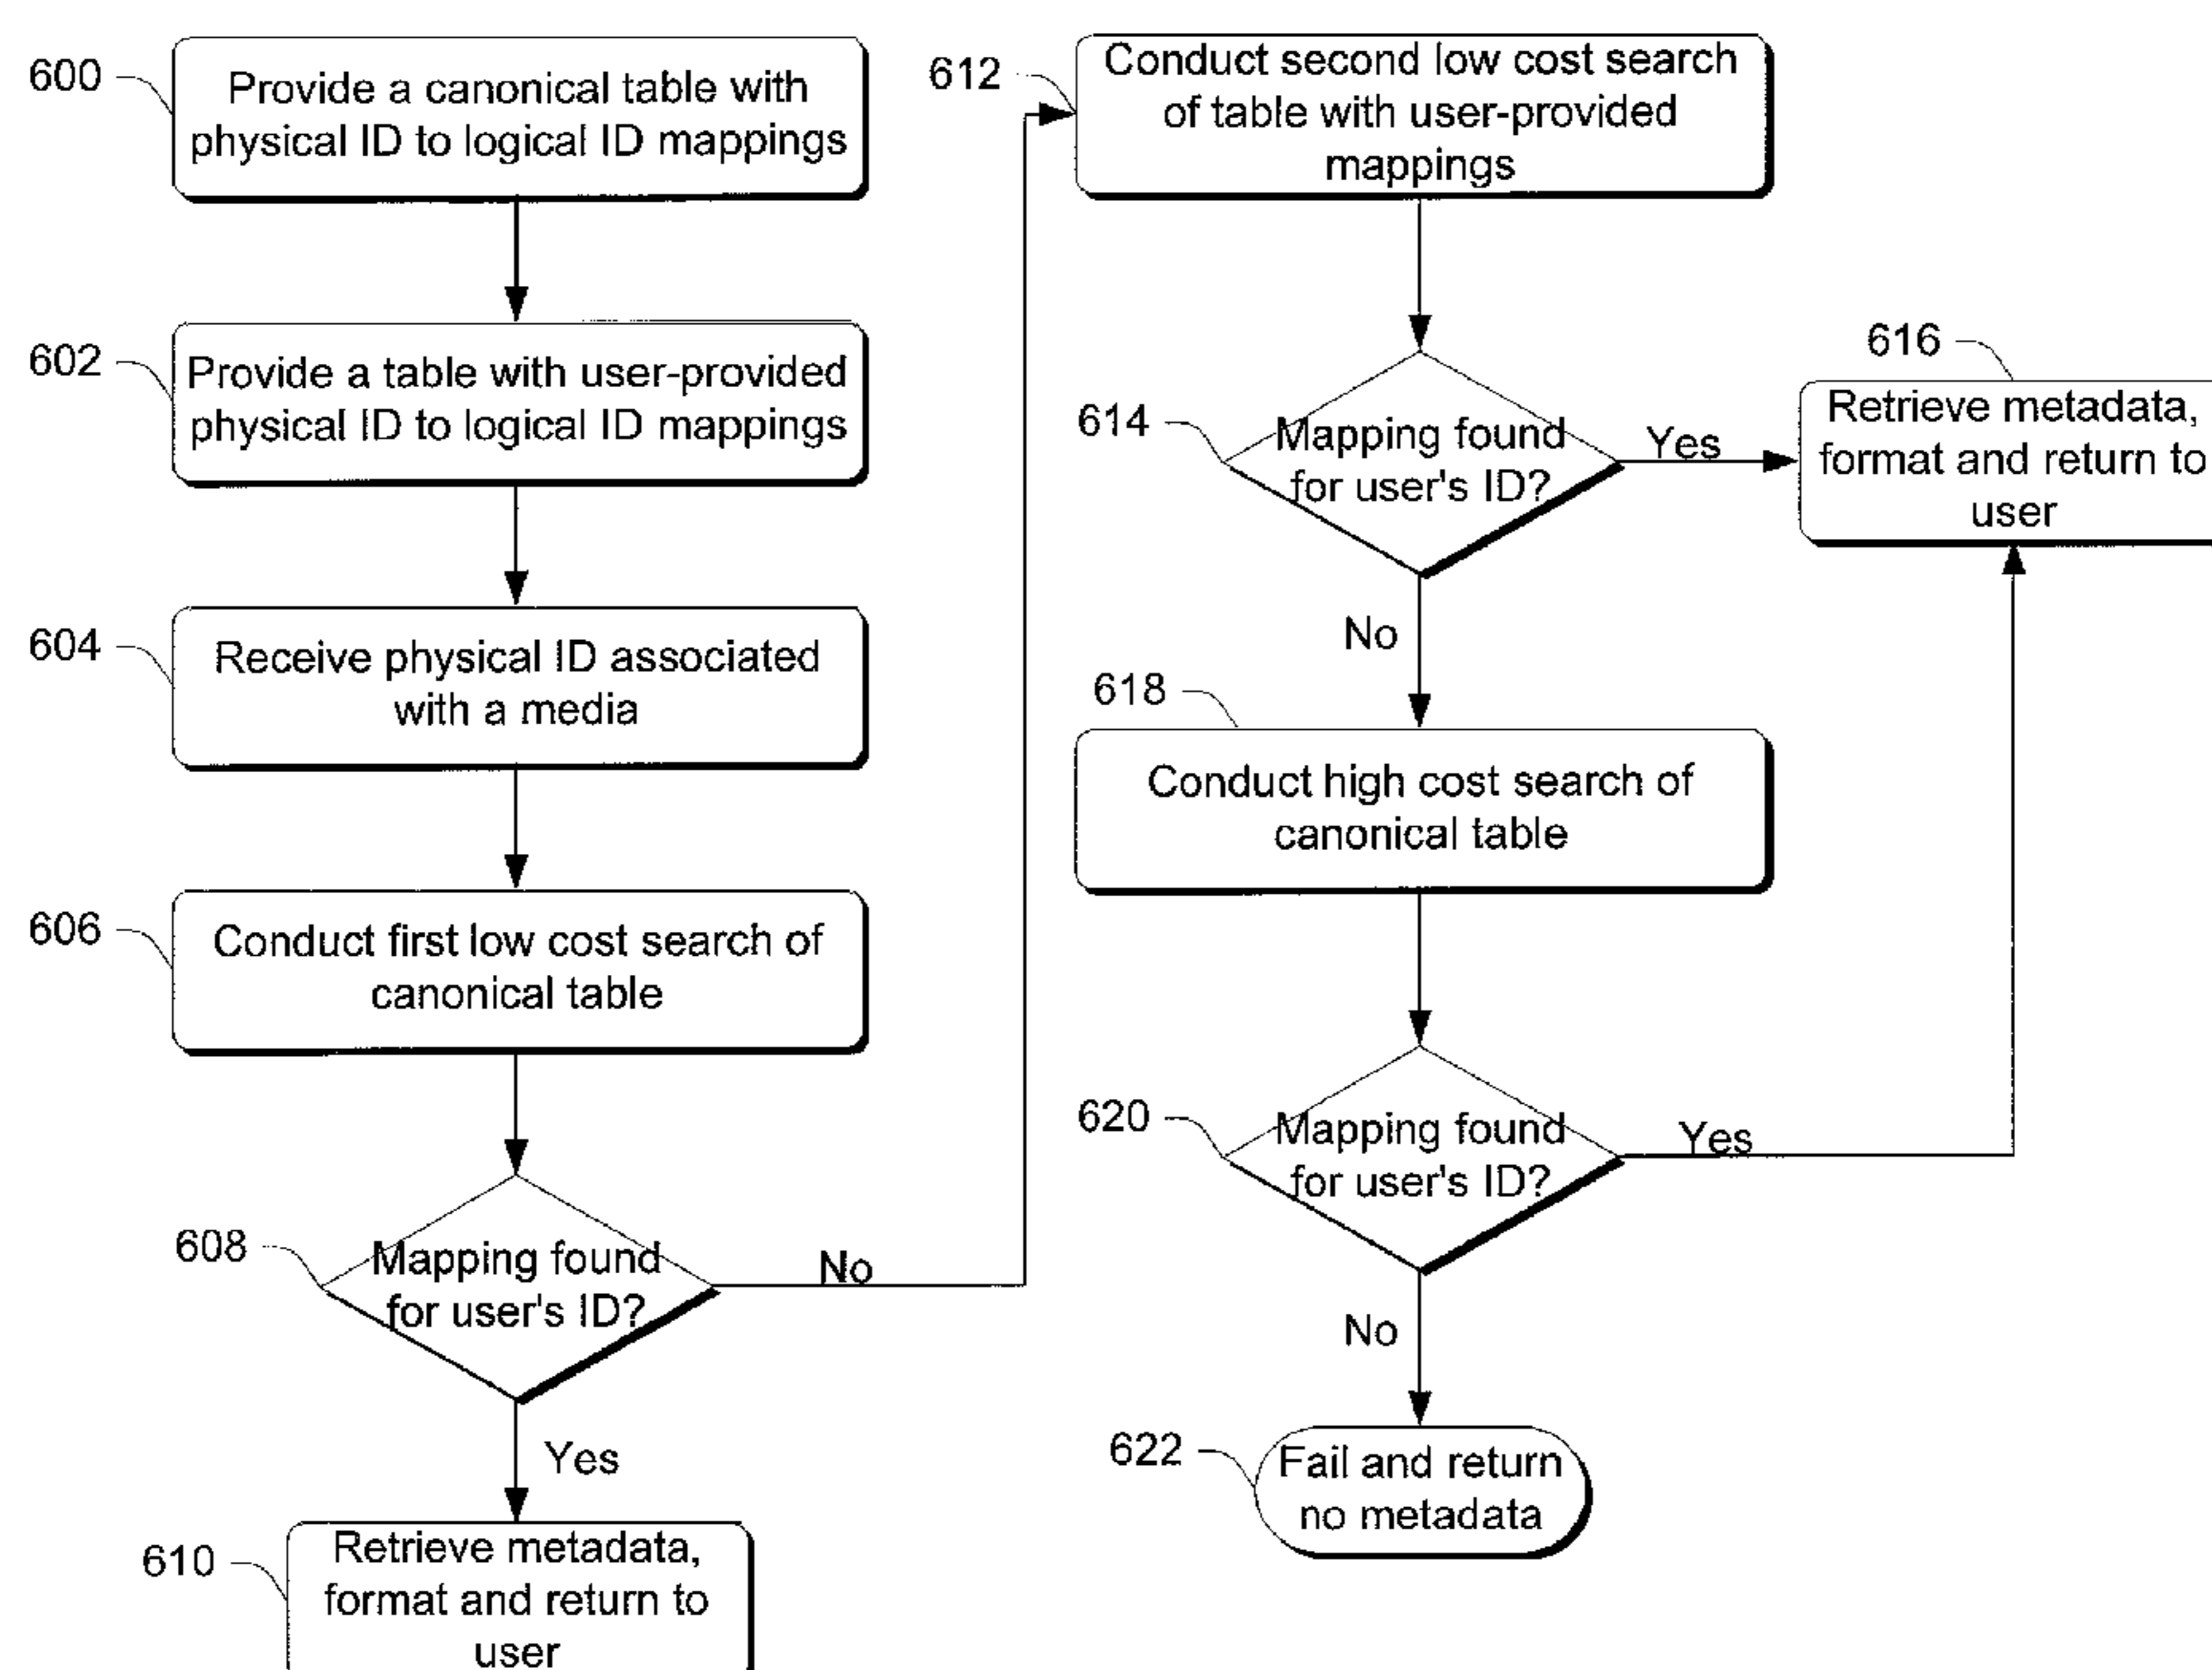 600
Provide a canonical table with
physical ID to logical ID mappings
602
Provide a table with user-provided
physical ID to logical ID mappings
604
Receive physical ID associated
with a media
606
Conduct first low cost search of
canonical table
608
Mapping found
for user's ID?
No
Yes
610
Retrieve metadata,
format and return to
user
612
Conduct second low cost search
of table with user-provided
mappings
614
Mapping found
for user's ID?
Yes
No
616
Retrieve metadata,
format and return to
user
618
Conduct high cost search of
canonical table
620
Mapping found
for user's ID?
Yes
No
622
Fail and return
no metadata